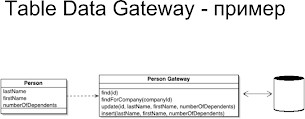 Table Data Gateway - пример
Person
lastName
firstName
numberOfDependents
Person Gateway
find(id)
findForCompany(companyId)
update(id, lastName, firstName, numberOfDependents)
insert(lastName, firstName, numberOfDependents)